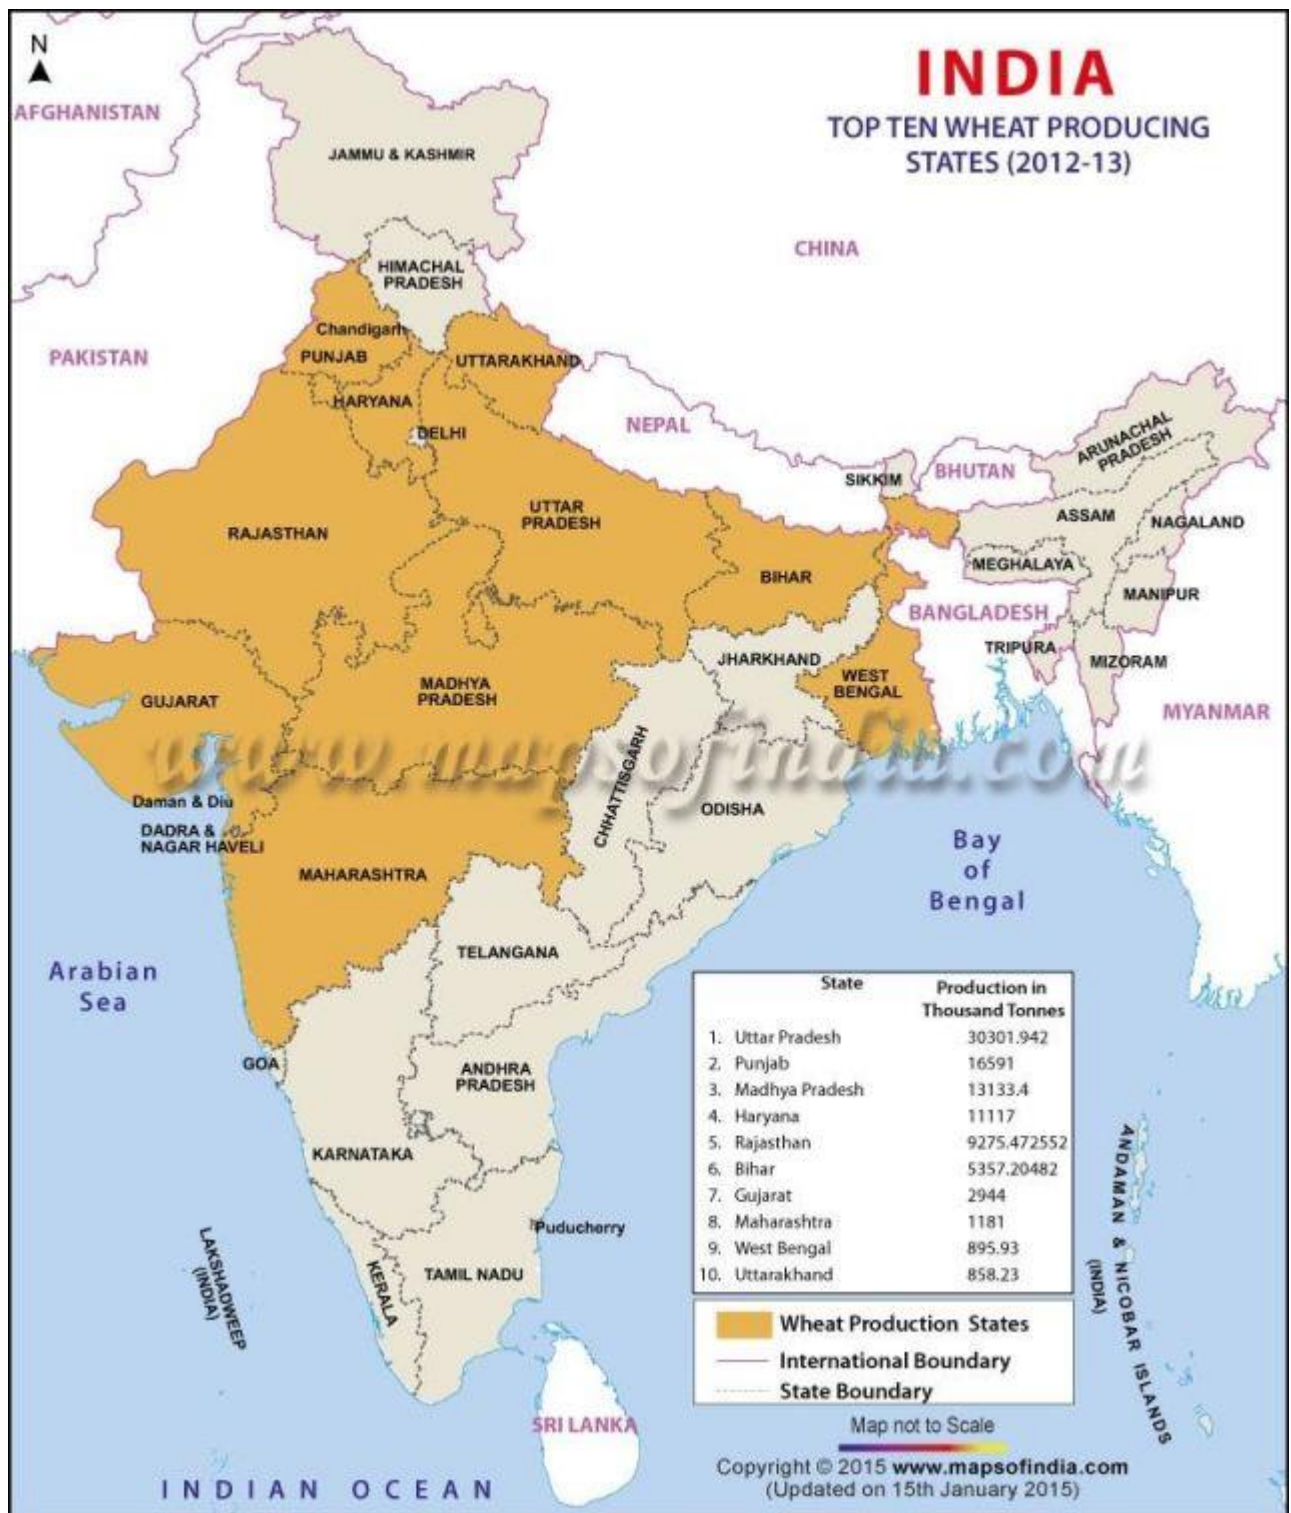 INDIA
TOP TEN WHEAT PRODUCING
STATES (2012-13)
N
AFGHANISTAN
JAMMU & KASHMIR
CHINA
HIMACHAL
PRADESH
Chandigarh
PUNJAB
PAKISTAN
UTTARAKHAND
HARYANA
DELHI
NEPAL
ARUNACHAL
PRADESH
SIKKIM
BHUTAN
UTTAR
PRADESH
RAJASTHAN
ASSAM
NAGALAND
MEGHALAYA
BIHAR
MANIPUR
BANGLADESH
TRIPURA
MIZORAM
JHARKHAND
WEST
BENGAL
MADHYA
PRADESH
GUJARAT
MYANMAR
www.mapsofindia.com
CHHATTISGARH
ODISHA
Daman & Diu
DADRA &
NAGAR HAVELI
MAHARASHTRA
Bay
of
Bengal
TELANGANA
Arabian
Sea
GOA
ANDHRA
PRADESH
KARNATAKA
Puducherry
TAMIL NADU
KERALA
LAKSHADWEEP
(INDIA)
ANDAMAN & NICOBAR ISLANDS
(INDIA)
SRI LANKA
INDIAN OCEAN
State Production in
Thousand Tonnes
1. Uttar Pradesh 30301.942
2. Punjab 16591
3. Madhya Pradesh 13133.4
4. Haryana 11117
5. Rajasthan 9275.472552
6. Bihar 5357.20482
7. Gujarat 2944
8. Maharashtra 1181
9. West Bengal 895.93
10. Uttarakhand 858.23
Wheat Production States
International Boundary
State Boundary
Map not to Scale
Copyright © 2015 www.mapsofindia.com
(Updated on 15th January 2015)